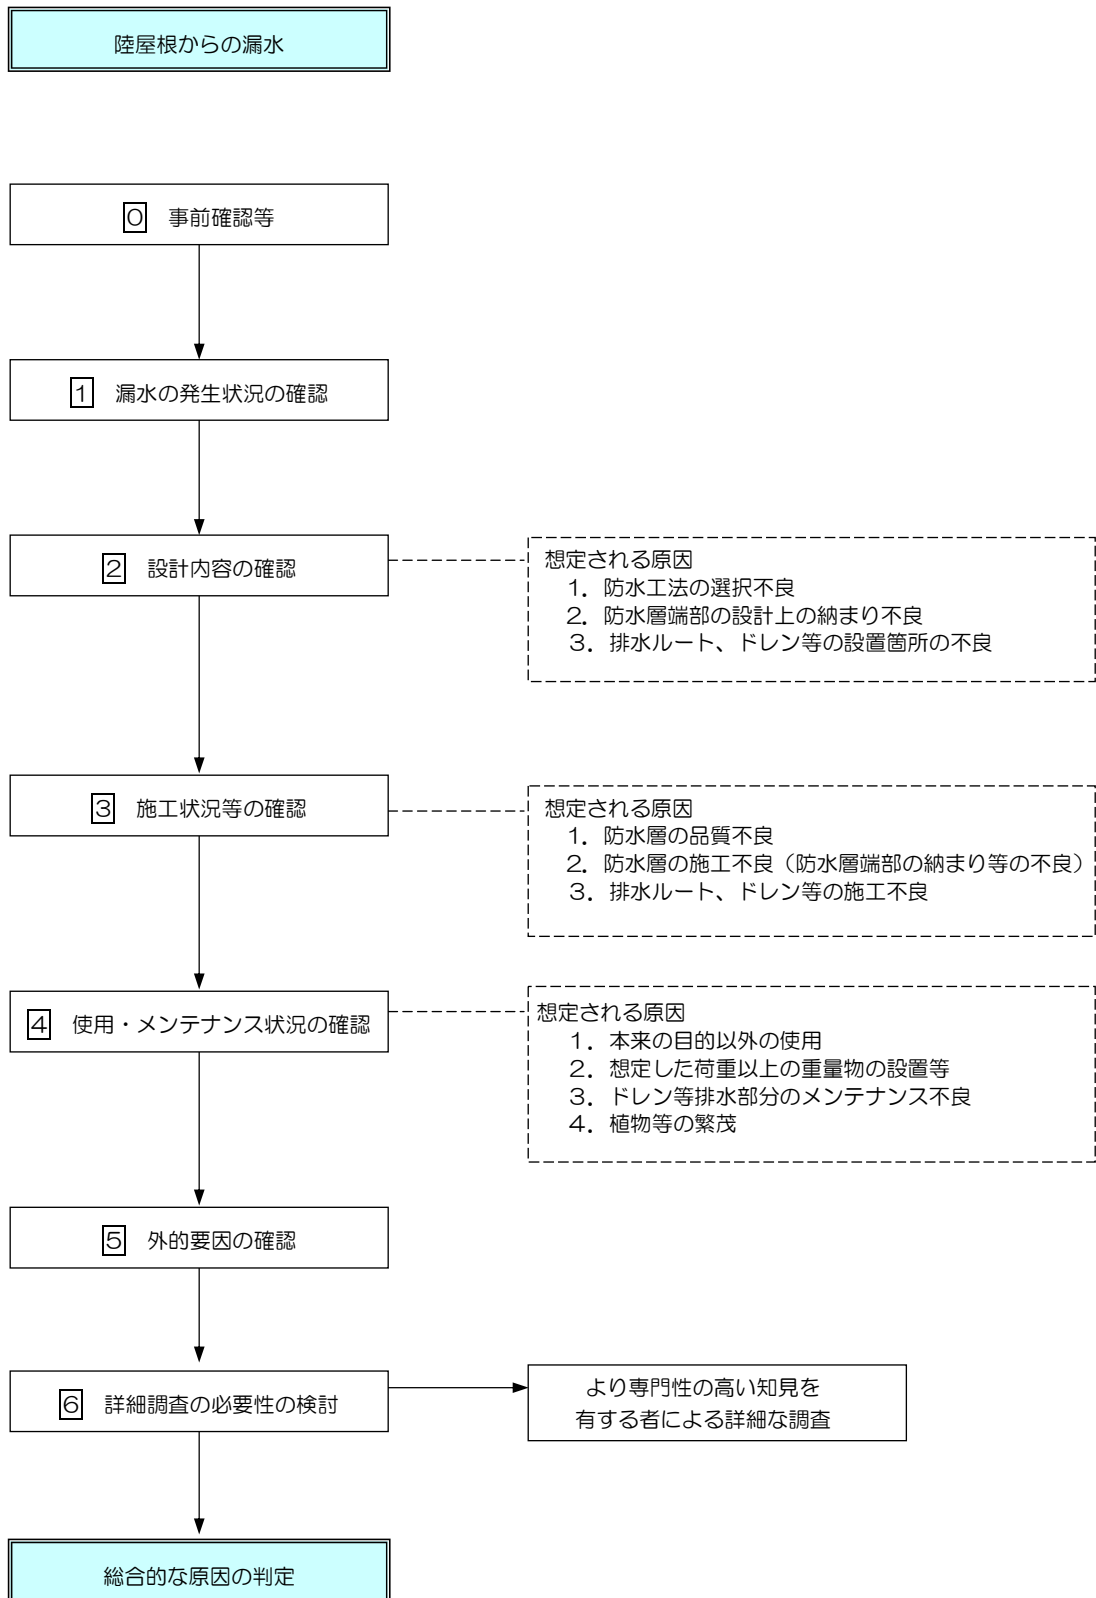 陸屋根からの漏水
0 事前確認等
1 漏水の発生状況の確認
2 設計内容の確認
想定される原因
1．防水工法の選択不良
2．防水層端部の設計上の納まり不良
3．排水ルート、ドレン等の設置箇所の不良
3 施工状況等の確認
想定される原因
1．防水層の品質不良
2．防水層の施工不良（防水層端部の納まり等の不良）
3．排水ルート、ドレン等の施工不良
4 使用・メンテナンス状況の確認
想定される原因
1．本来の目的以外の使用
2．想定した荷重以上の重量物の設置等
3．ドレン等排水部分のメンテナンス不良
4．植物等の繁茂
5 外的要因の確認
6 詳細調査の必要性の検討
より専門性の高い知見を
有する者による詳細な調査
総合的な原因の判定